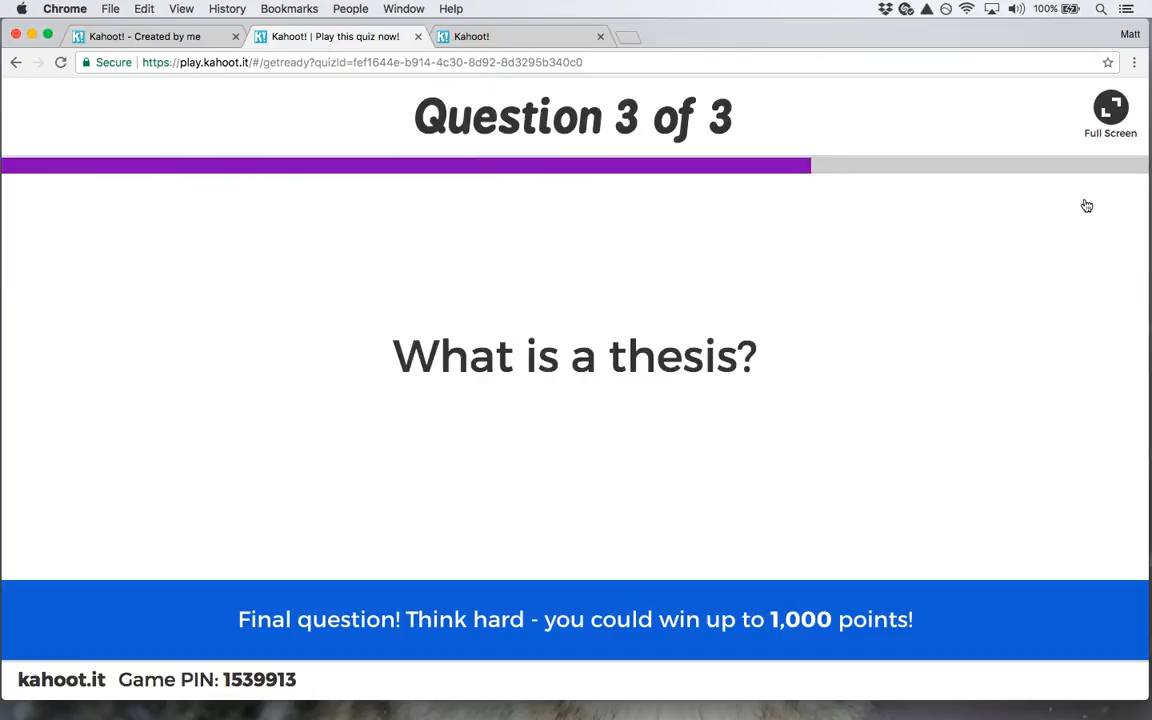 Chrome File Edit View History Bookmarks People Window Help 100%
Kahoot! - Created by me Kahoot! | Play this quiz now! Kahoot! Matt
Secure https://play.kahoot.it/#/getready?quizId=fef1644e-b914-4c30-8d92-8d3295b340c0
Question 3 of 3
Full Screen
What is a thesis?
Final question! Think hard - you could win up to 1,000 points!
kahoot.it Game PIN: 1539913